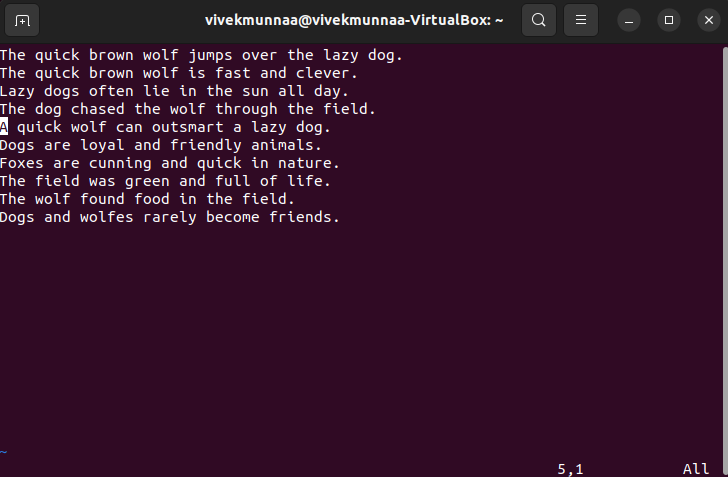 vivekmunnaa@vivekmunnaa-VirtualBox: ~
The quick brown wolf jumps over the lazy dog.
The quick brown wolf is fast and clever.
Lazy dogs often lie in the sun all day.
The dog chased the wolf through the field.
A quick wolf can outsmart a lazy dog.
Dogs are loyal and friendly animals.
Foxes are cunning and quick in nature.
The field was green and full of life.
The wolf found food in the field.
Dogs and wolfes rarely become friends.
~
5,1 All